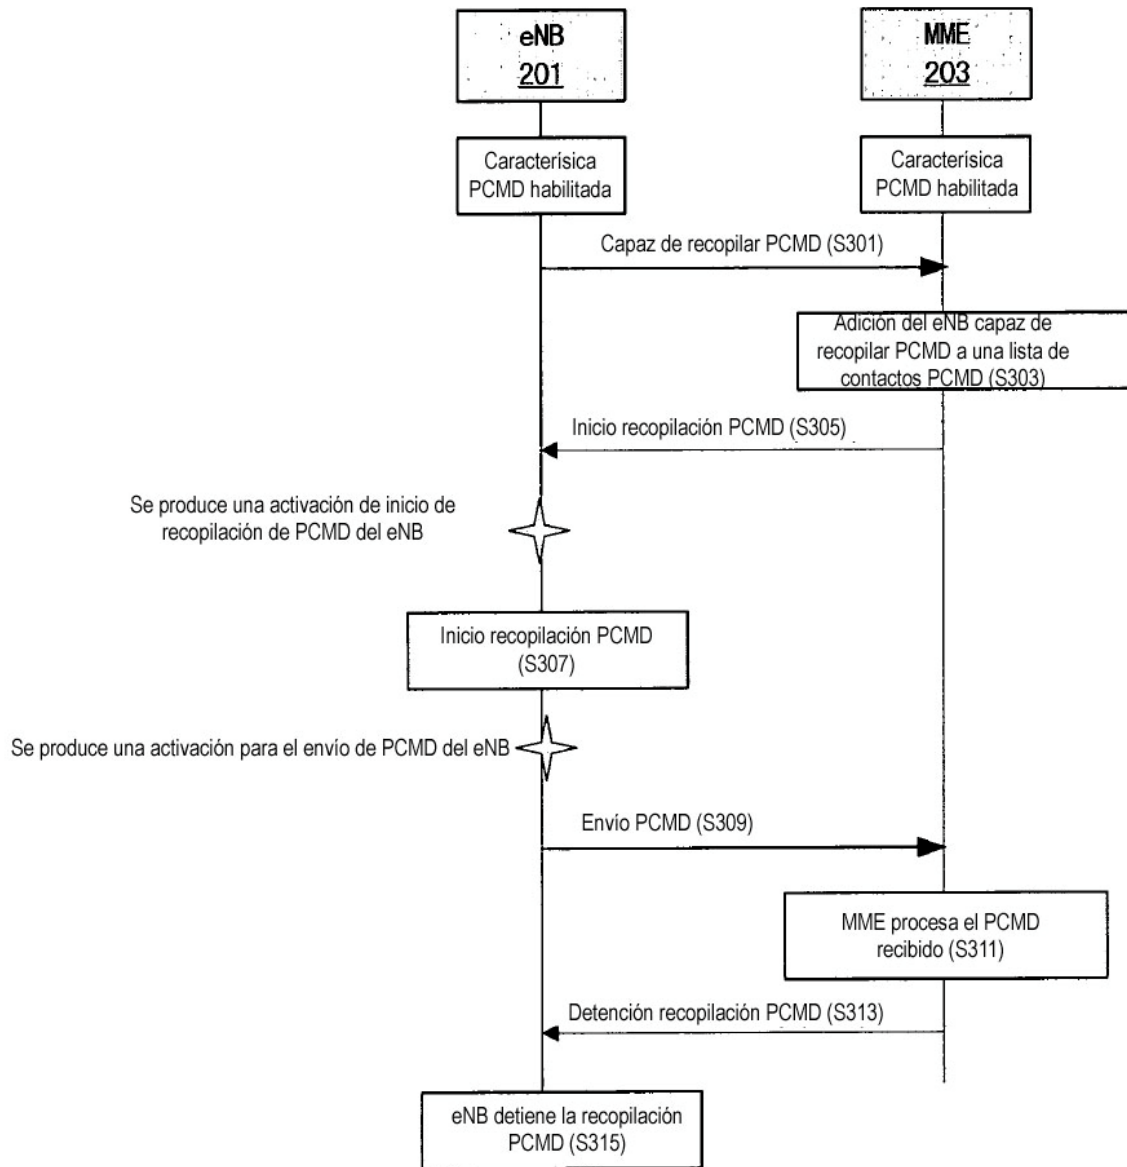 eNB
201
MME
203
Caracterísica
PCMD habilitada
Caracterísica
PCMD habilitada
Capaz de recopilar PCMD (S301)
Adición del eNB capaz de
recopilar PCMD a una lista de
contactos PCMD (S303)
Inicio recopilación PCMD (S305)
Se produce una activación de inicio de
recopilación de PCMD del eNB
Inicio recopilación PCMD
(S307)
Se produce una activación para el envío de PCMD del eNB
Envío PCMD (S309)
MME procesa el PCMD
recibido (S311)
Detención recopilación PCMD (S313)
eNB detiene la recopilación
PCMD (S315)